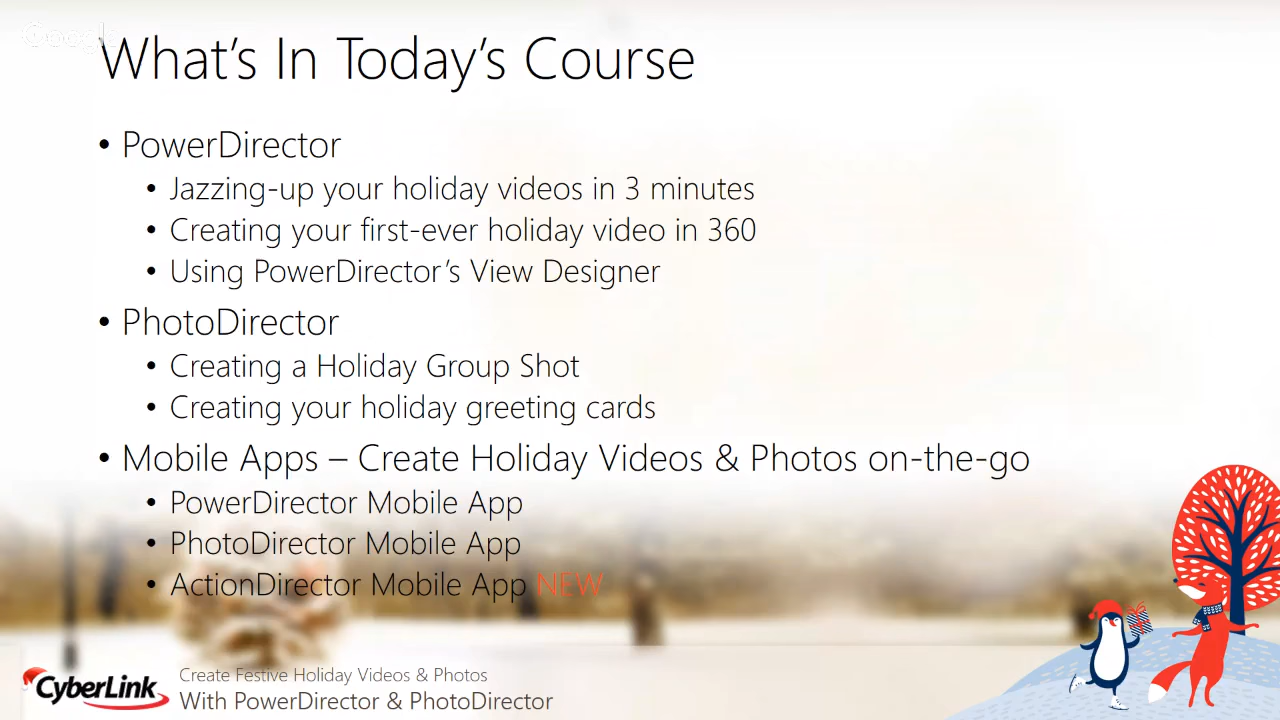 Google
What's In Today's Course
• PowerDirector
• Jazzing-up your holiday videos in 3 minutes
• Creating your first-ever holiday video in 360
• Using PowerDirector's View Designer
• PhotoDirector
• Creating a Holiday Group Shot
• Creating your holiday greeting cards
• Mobile Apps – Create Holiday Videos & Photos on-the-go
• PowerDirector Mobile App
• PhotoDirector Mobile App
• ActionDirector Mobile App NEW
CyberLink
Create Festive Holiday Videos & Photos
With PowerDirector & PhotoDirector